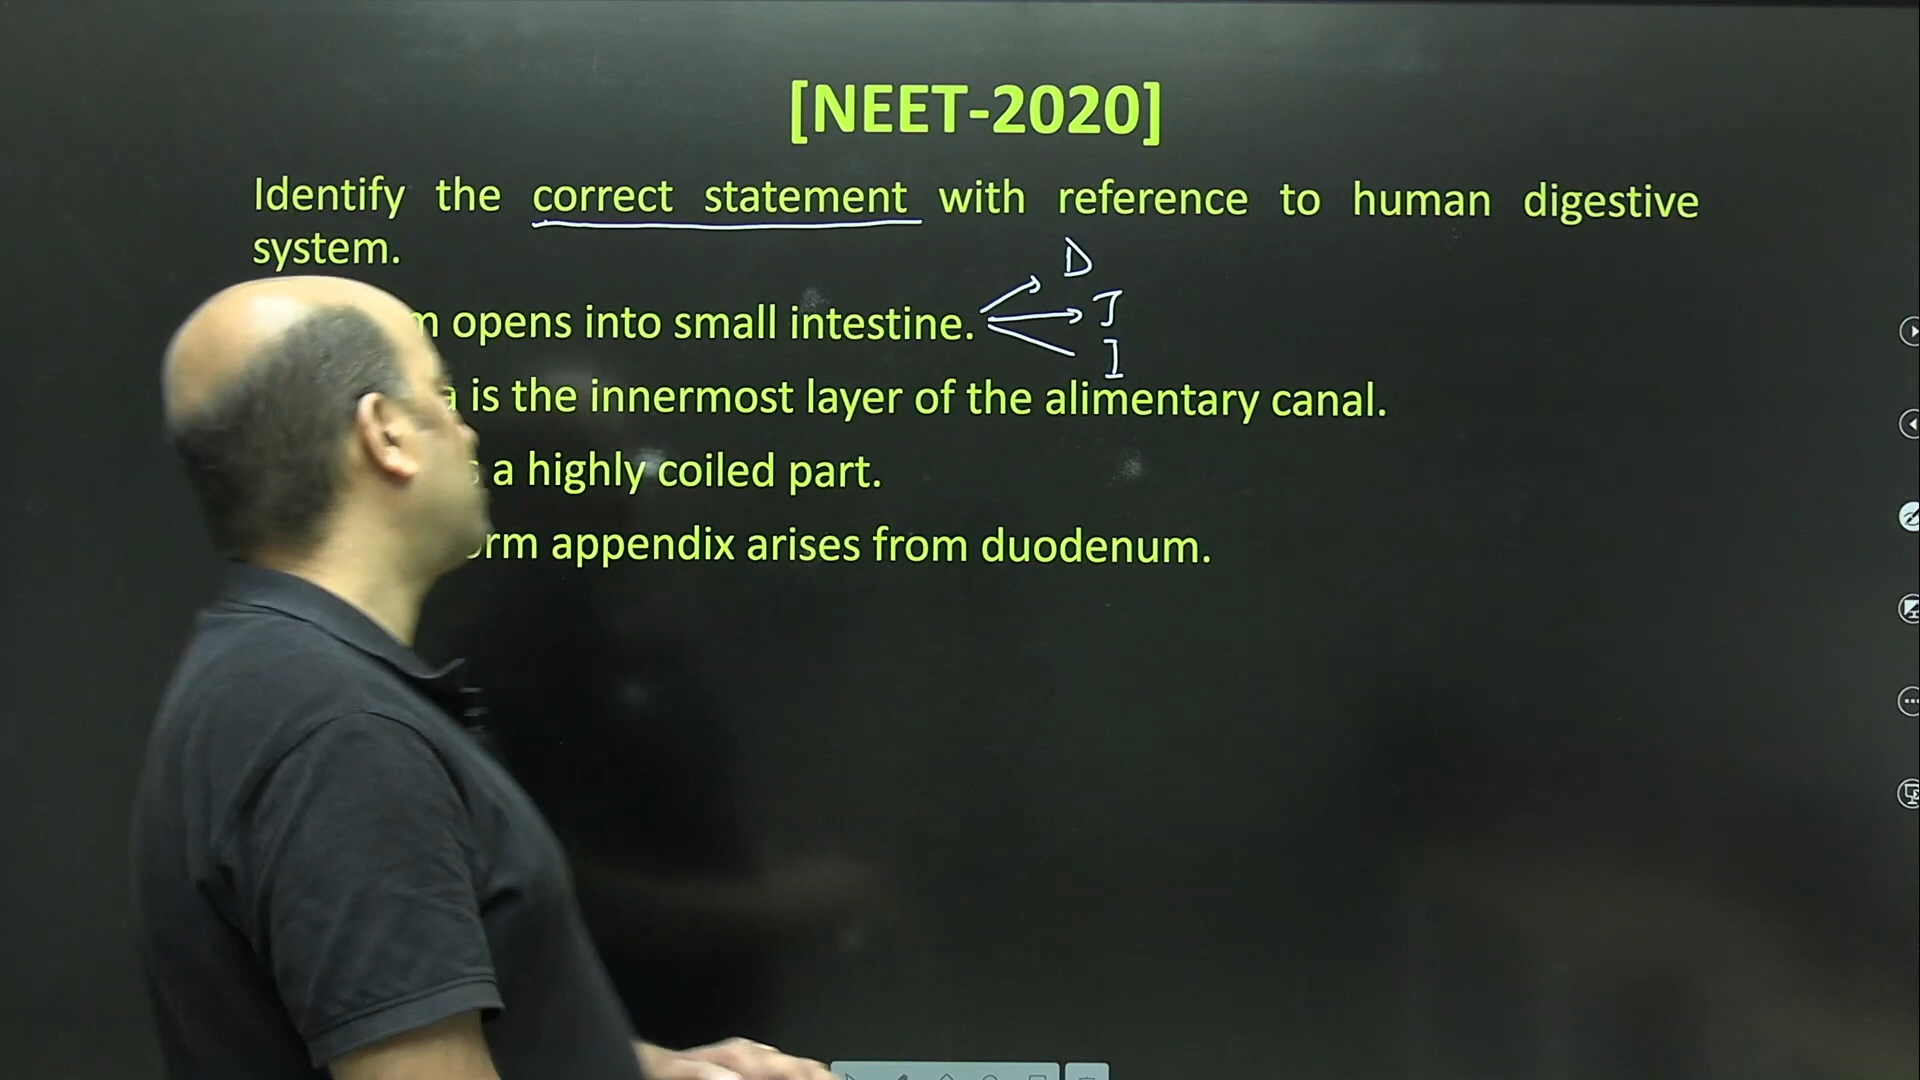 [NEET-2020]
Identify the correct statement with reference to human digestive
system.
D
opens into small intestine.
J
I
is the innermost layer of the alimentary canal.
a highly coiled part.
appendix arises from duodenum.